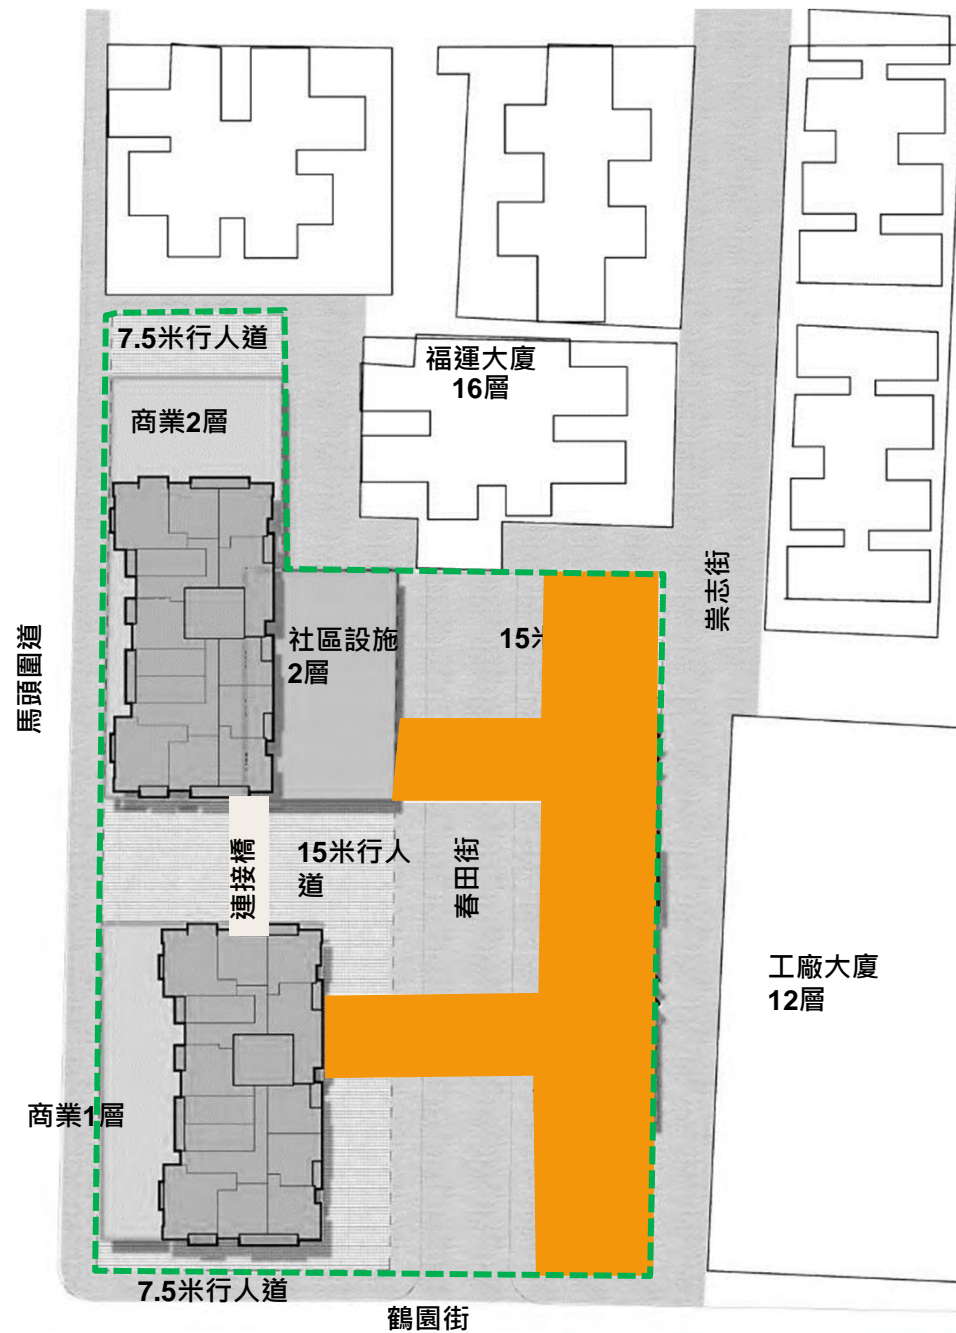 7.5米行人道
商業2層
福運大廈
16層
崇志街
馬頭圍道
社區設施
2層
15
連接橋
15米行人
道
春田街
工廠大廈
12層
商業1層
7.5米行人道
鶴園街